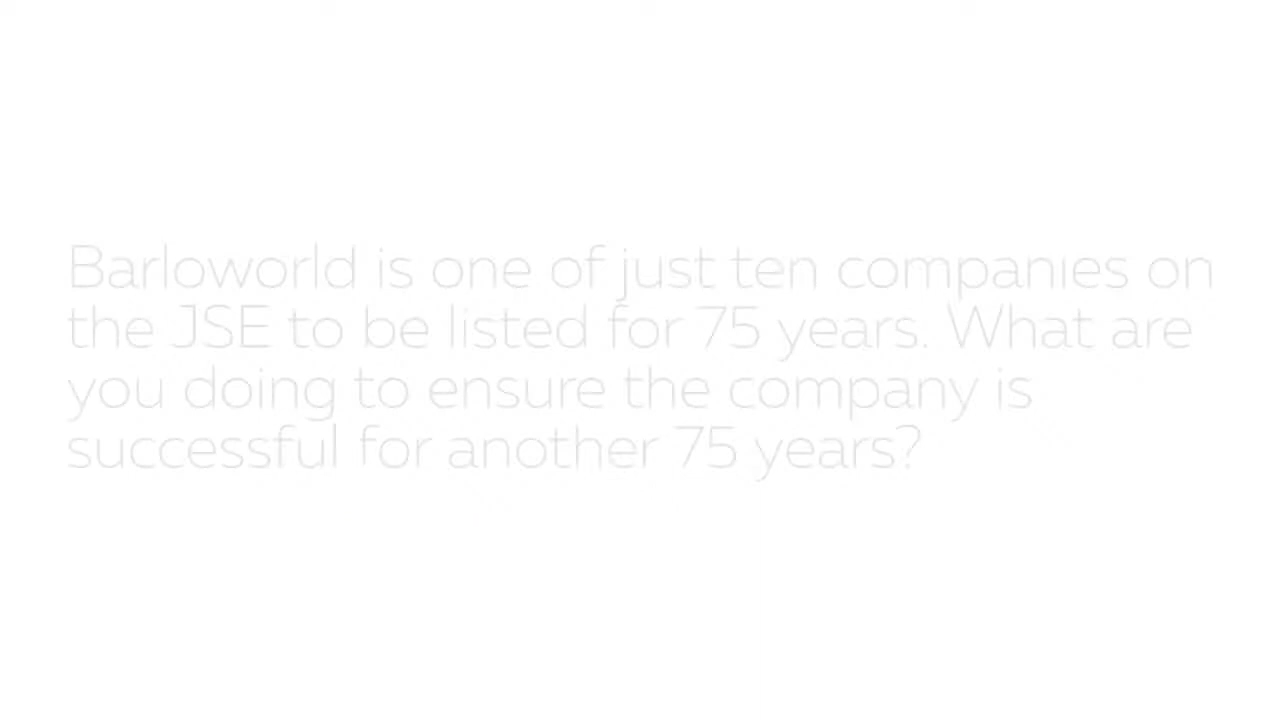 Barloworld is one of just ten companies on
the JSE to be listed for 75 years. What are
you doing to ensure the company is
successful for another 75 years?